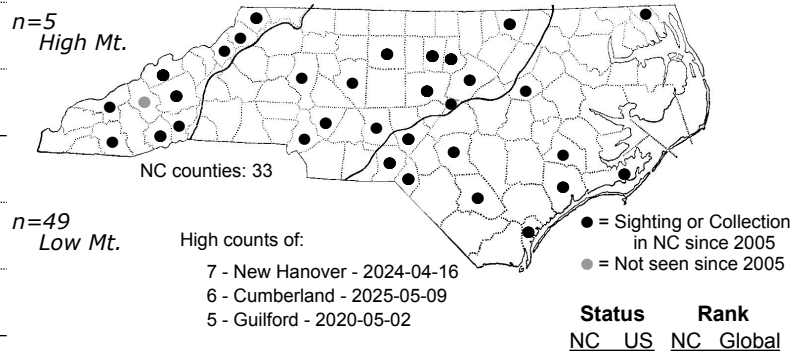 n=5
High Mt.
NC counties: 33
n=49
Low Mt.
High counts of:
7 - New Hanover - 2024-04-16
6 - Cumberland - 2025-05-09
5 - Guilford - 2020-05-02
= Sighting or Collection
in NC since 2005
= Not seen since 2005
Status Rank
NC US NC Global